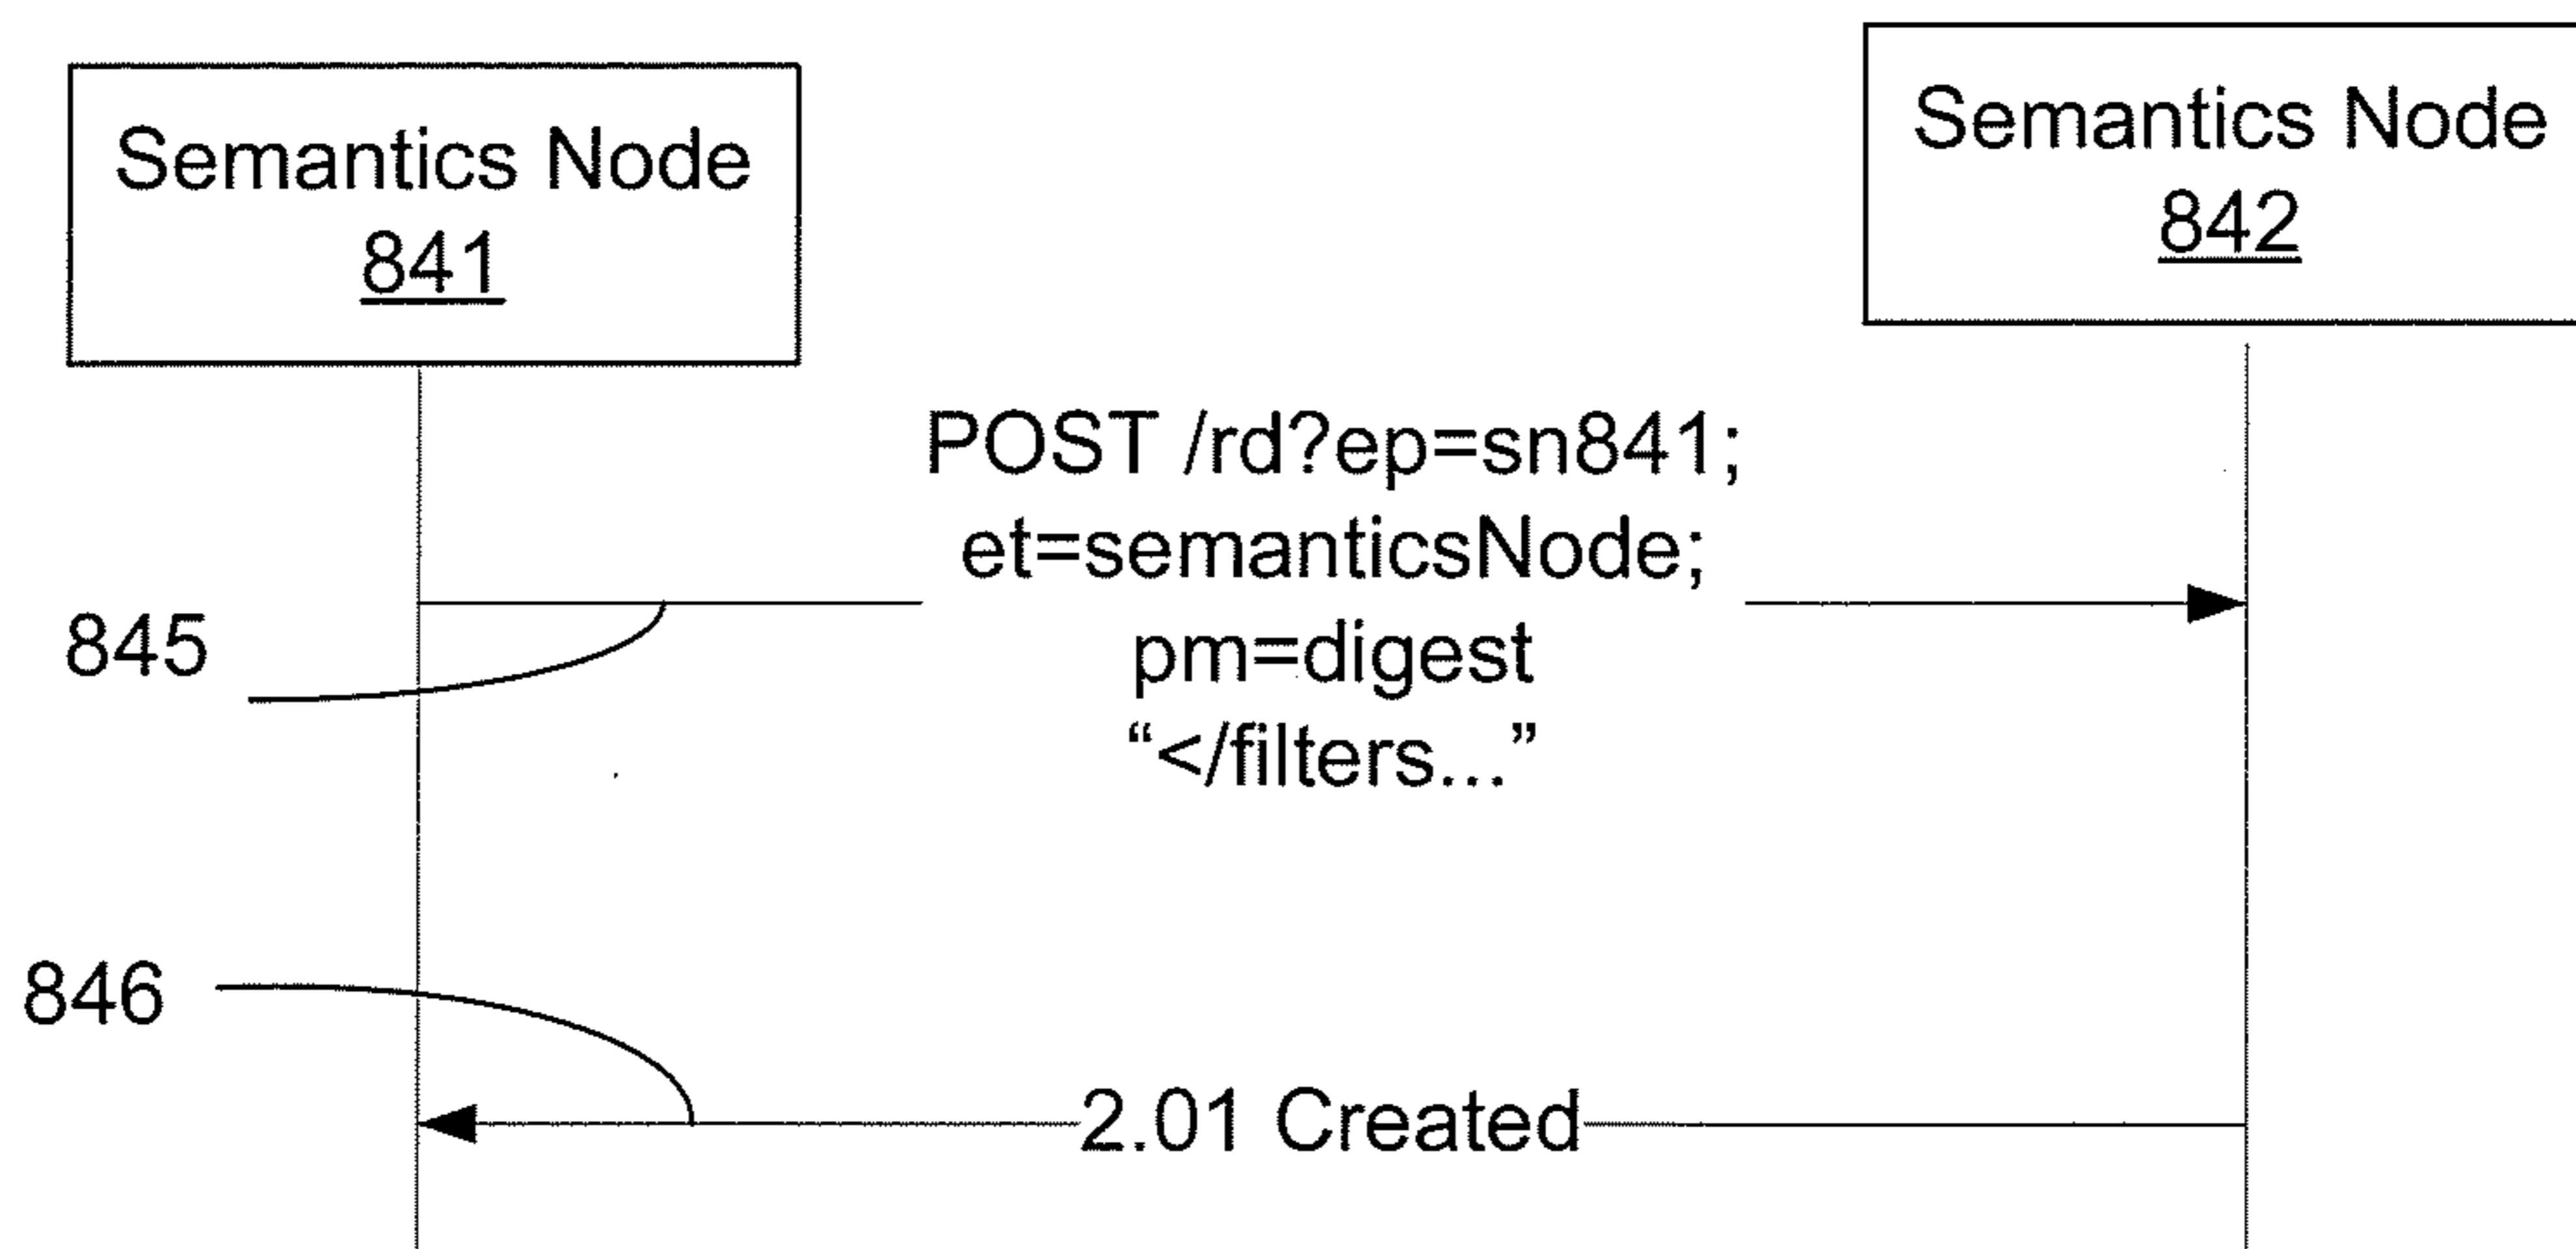 Semantics Node
841
Semantics Node
842
POST /rd?ep=sn841;
et=semanticsNode;
pm=digest
“</filters...”
845
846
2.01 Created